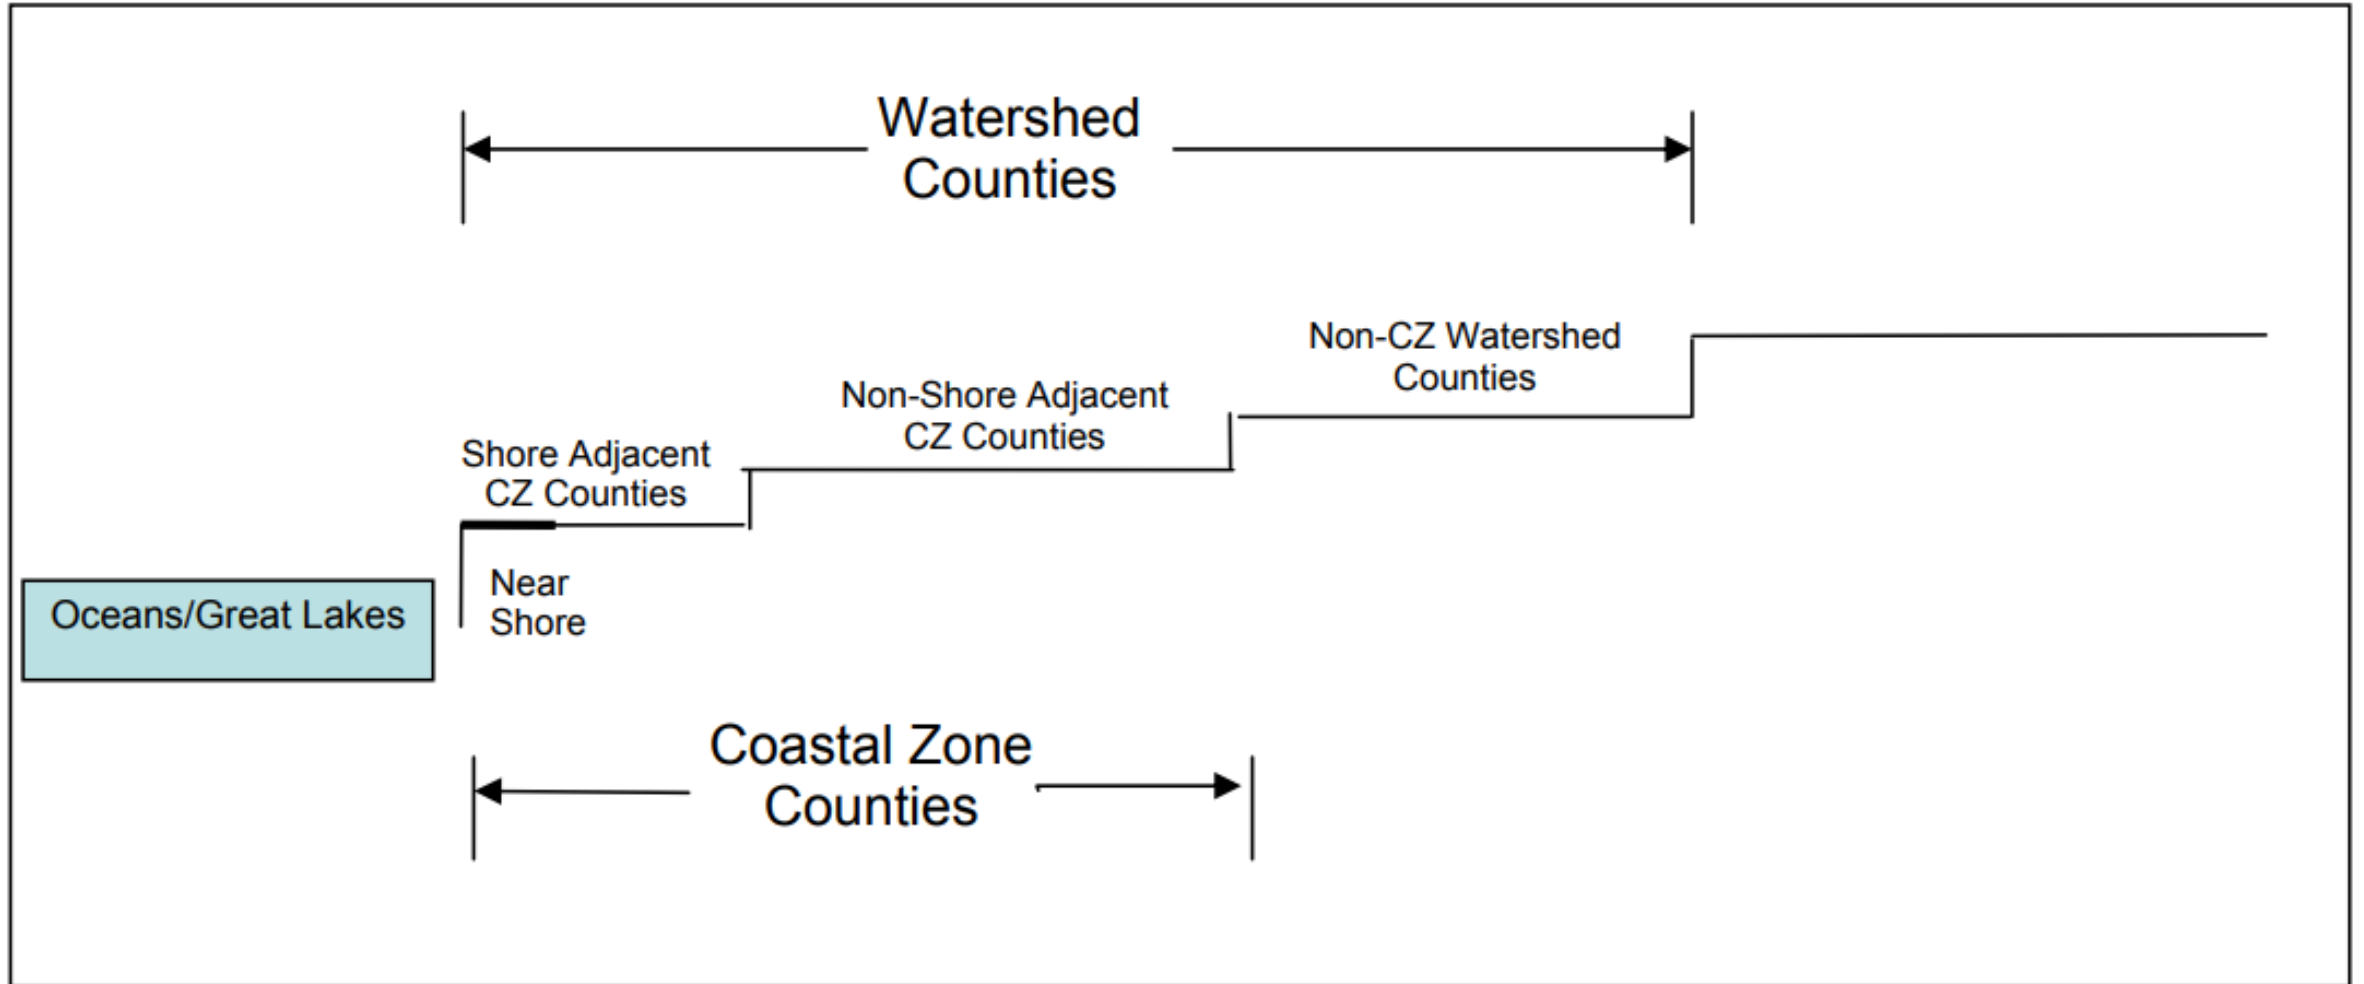 Watershed
Counties
Non-CZ Watershed
Counties
Non-Shore Adjacent
CZ Counties
Shore Adjacent
CZ Counties
Near
Shore
Oceans/Great Lakes
Coastal Zone
Counties